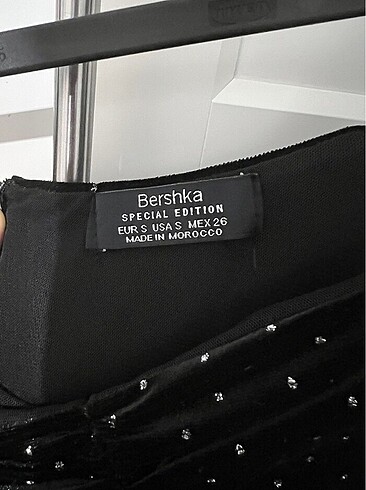 Bershka
SPECIAL EDITION
EUR S USA S MEX 26
MADE IN MOROCCO